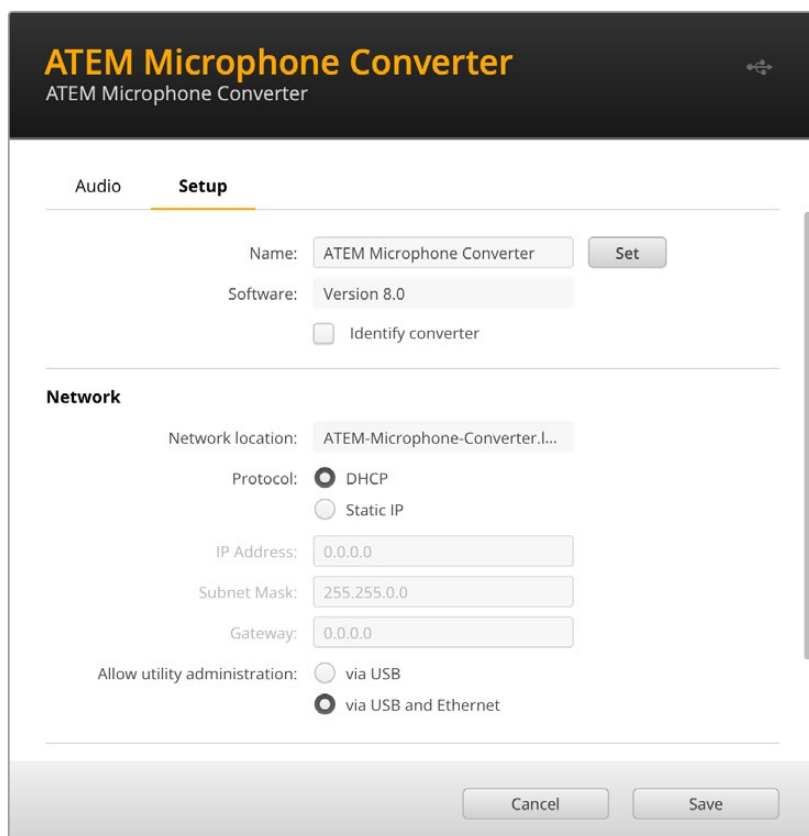 ATEM Microphone Converter
ATEM Microphone Converter
Audio Setup
Name: ATEM Microphone Converter Set
Software: Version 8.0
Identify converter
Network
Network location: ATEM-Microphone-Converter.l...
Protocol: DHCP
Static IP
IP Address: 0.0.0.0
Subnet Mask: 255.255.0.0
Gateway: 0.0.0.0
Allow utility administration: via USB
via USB and Ethernet
Cancel Save